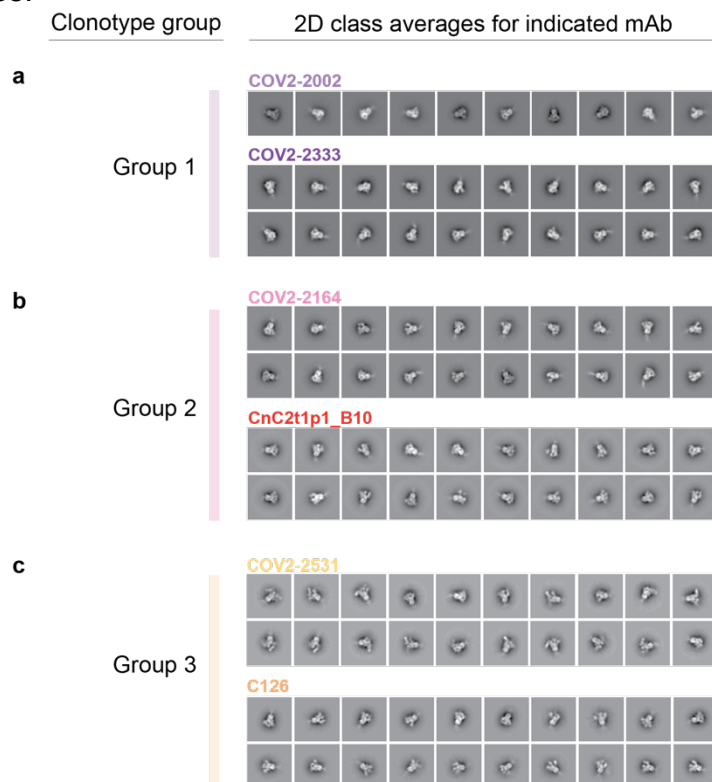 Clonotype group
2D class averages for indicated mAb
a
COV2-2002
Group 1
COV2-2333
b
COV2-2164
Group 2
CnC2t1p1_B10
c
COV2-2531
Group 3
C126